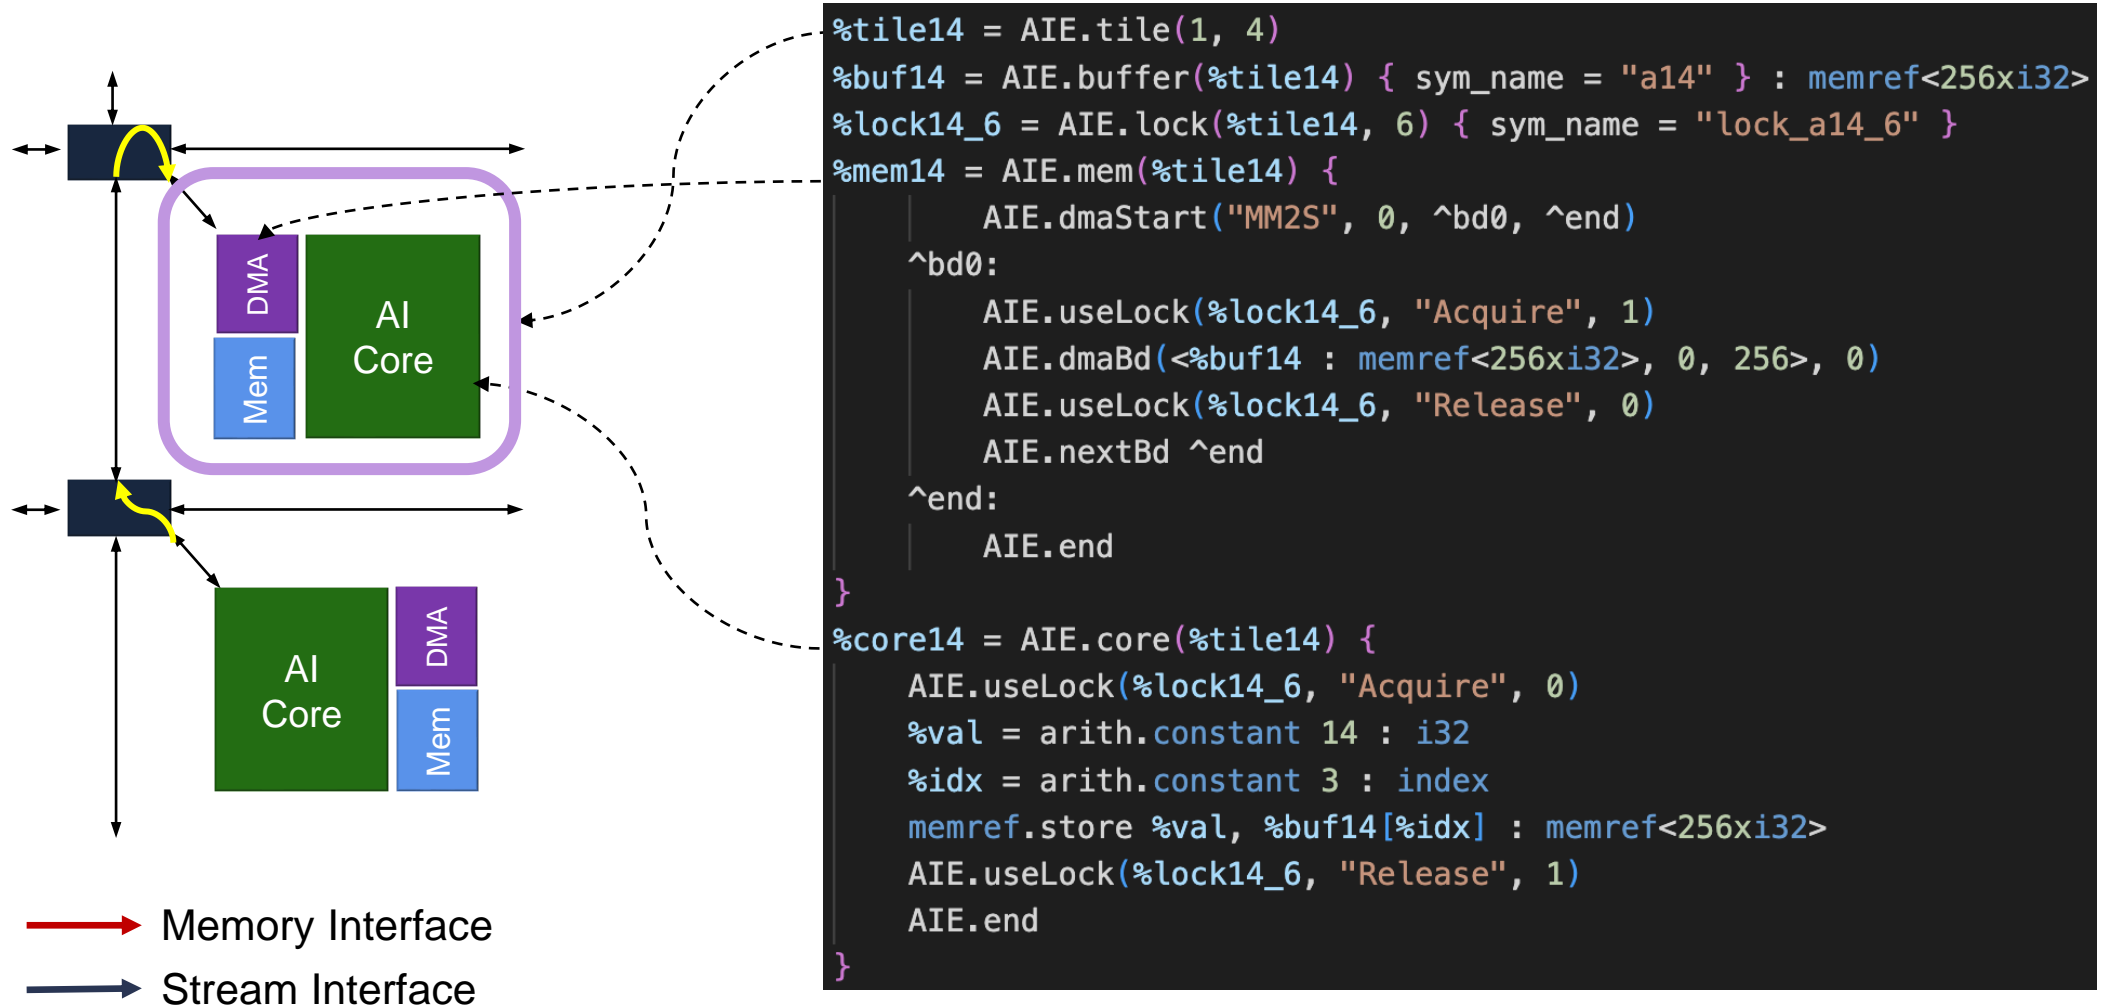 DMA
Mem
AI
Core
AI
Core
DMA
Mem
Memory Interface
Stream Interface
%tile14 = AIE.tile(1, 4)
%buf14 = AIE.buffer(%tile14) { sym_name = "a14" } : memref<256xi32>
%lock14_6 = AIE.lock(%tile14, 6) { sym_name = "lock_a14_6" }
%mem14 = AIE.mem(%tile14) {
AIE.dmaStart("MM2S", 0, ^bd0, ^end)
^bd0:
AIE.useLock(%lock14_6, "Acquire", 1)
AIE.dmaBd(<%buf14 : memref<256xi32>, 0, 256>, 0)
AIE.useLock(%lock14_6, "Release", 0)
AIE.nextBd ^end
^end:
AIE.end
}
%core14 = AIE.core(%tile14) {
AIE.useLock(%lock14_6, "Acquire", 0)
%val = arith.constant 14 : i32
%idx = arith.constant 3 : index
memref.store %val, %buf14[%idx] : memref<256xi32>
AIE.useLock(%lock14_6, "Release", 1)
AIE.end
}